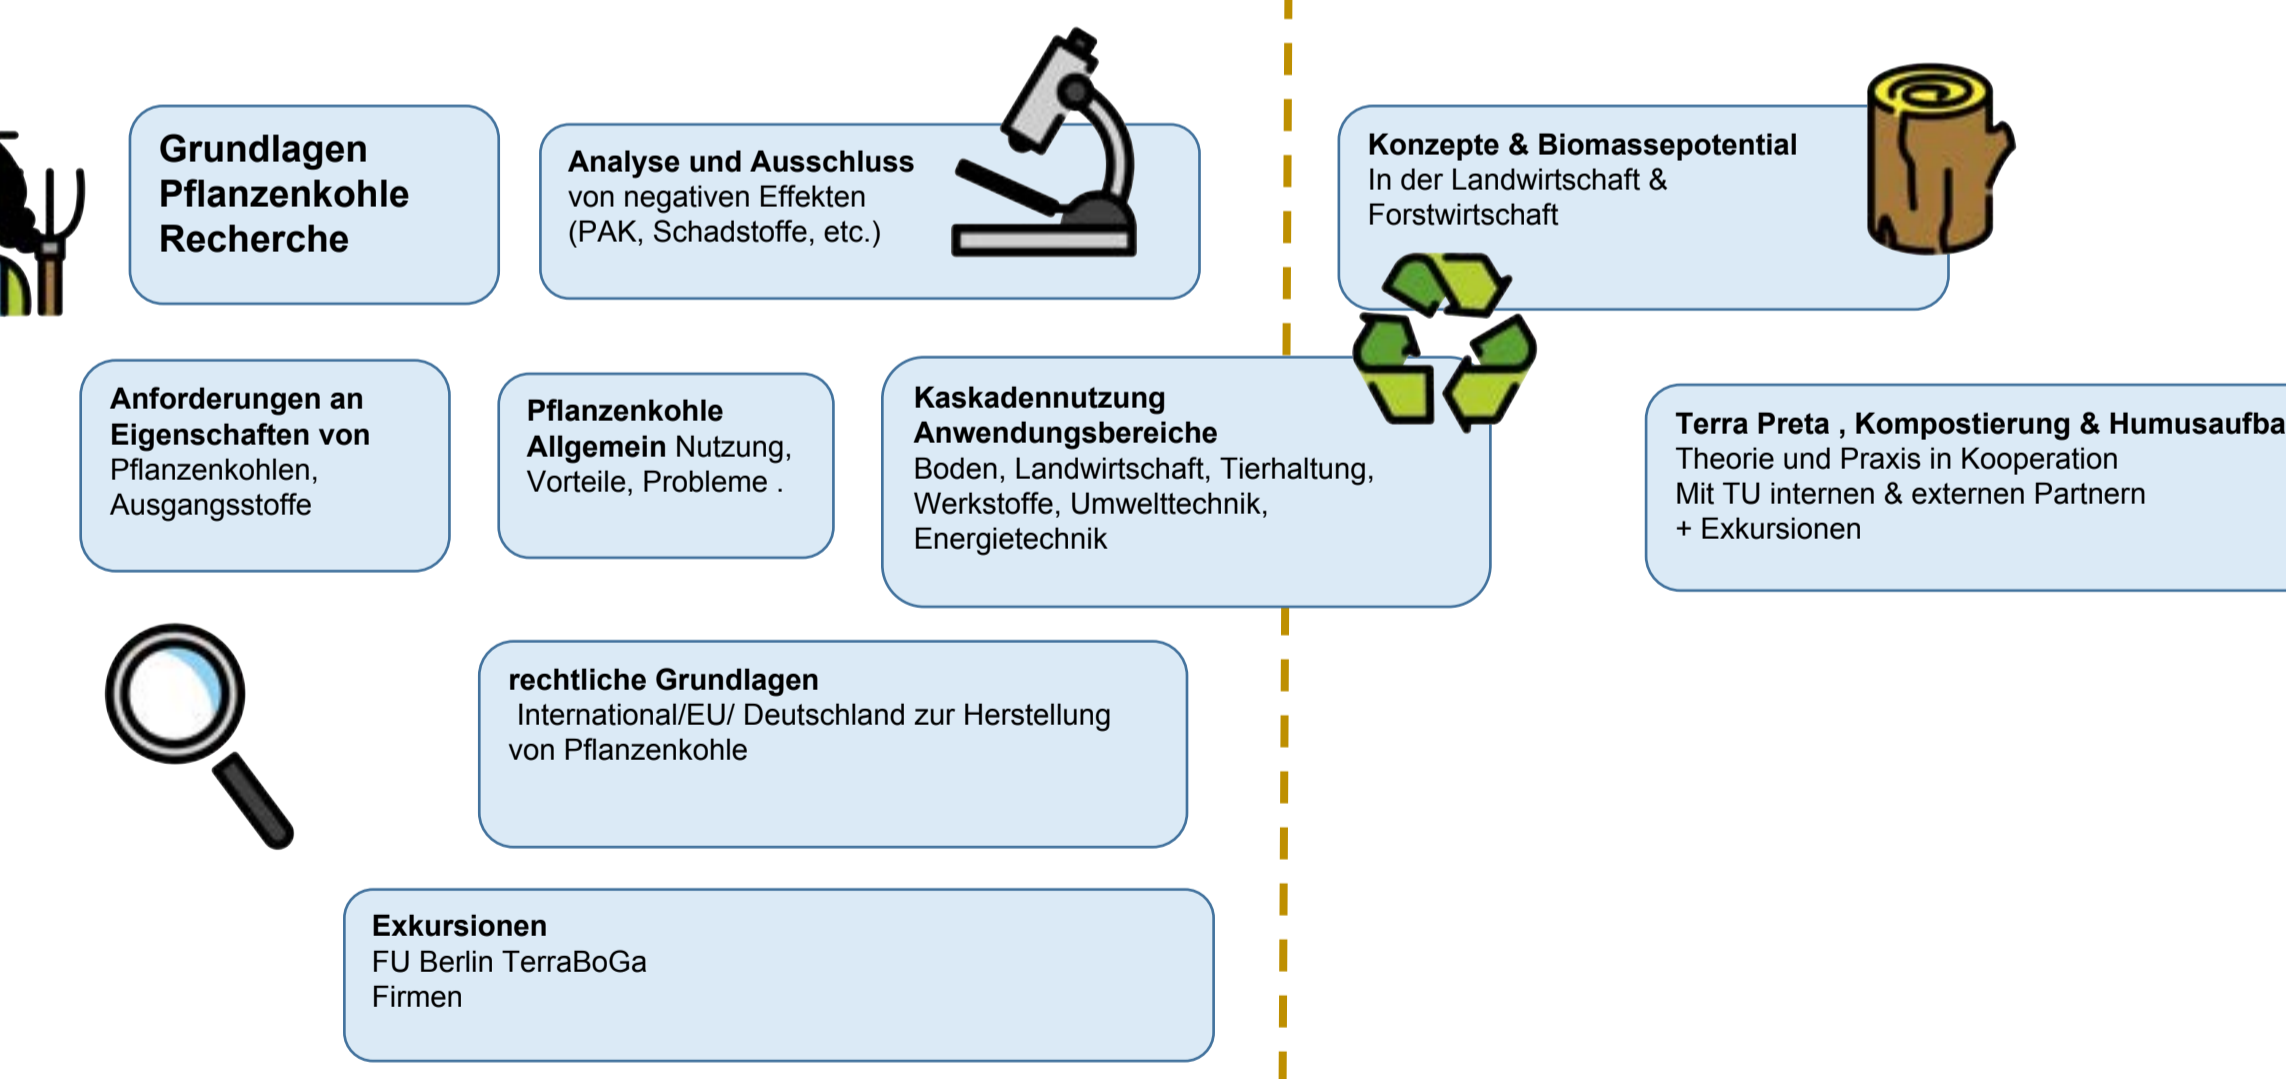 Grundlagen
Pflanzenkohle
Recherche
Analyse und Ausschluss
von negativen Effekten
(PAK, Schadstoffe, etc.)
Konzepte & Biomassepotential
In der Landwirtschaft &
Forstwirtschaft
Anforderungen an
Eigenschaften von
Pflanzenkohlen,
Ausgangsstoffe
Pflanzenkohle
Allgemein Nutzung,
Vorteile, Probleme .
Kaskadennutzung
Anwendungsbereiche
Boden, Landwirtschaft, Tierhaltung,
Werkstoffe, Umwelttechnik,
Energietechnik
Terra Preta , Kompostierung & Humusaufba
Theorie und Praxis in Kooperation
Mit TU internen & externen Partnern
+ Exkursionen
rechtliche Grundlagen
International/EU/ Deutschland zur Herstellung
von Pflanzenkohle
Exkursionen
FU Berlin TerraBoGa
Firmen